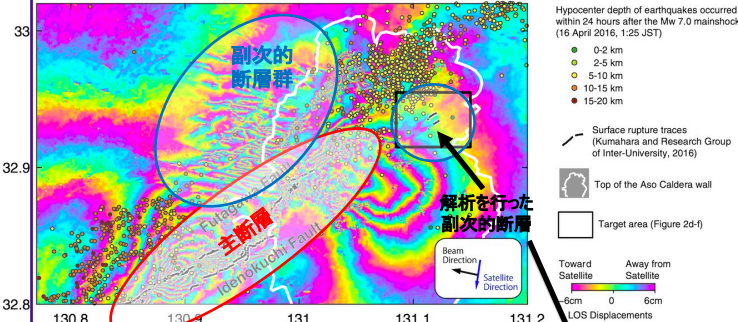 33
32.9
32.8
130.8
130.9
131
131.1
131.2
副次的
断層群
主断層
Futaga
Idenokuchi Fault
解析を行った
副次的断層
Beam
Direction
Satellite
Direction
Hypocenter depth of earthquakes occurred
within 24 hours after the Mw 7.0 mainshock
(16 April 2016, 1:25 JST)
0-2 km
2-5 km
5-10 km
10-15 km
15-20 km
Surface rupture traces
(Kumahara and Research Group
of Inter-University, 2016)
Top of the Aso Caldera wall
Target area (Figure 2d-f)
Toward
Satellite
Away from
Satellite
-6cm
0
6cm
LOS Displacements